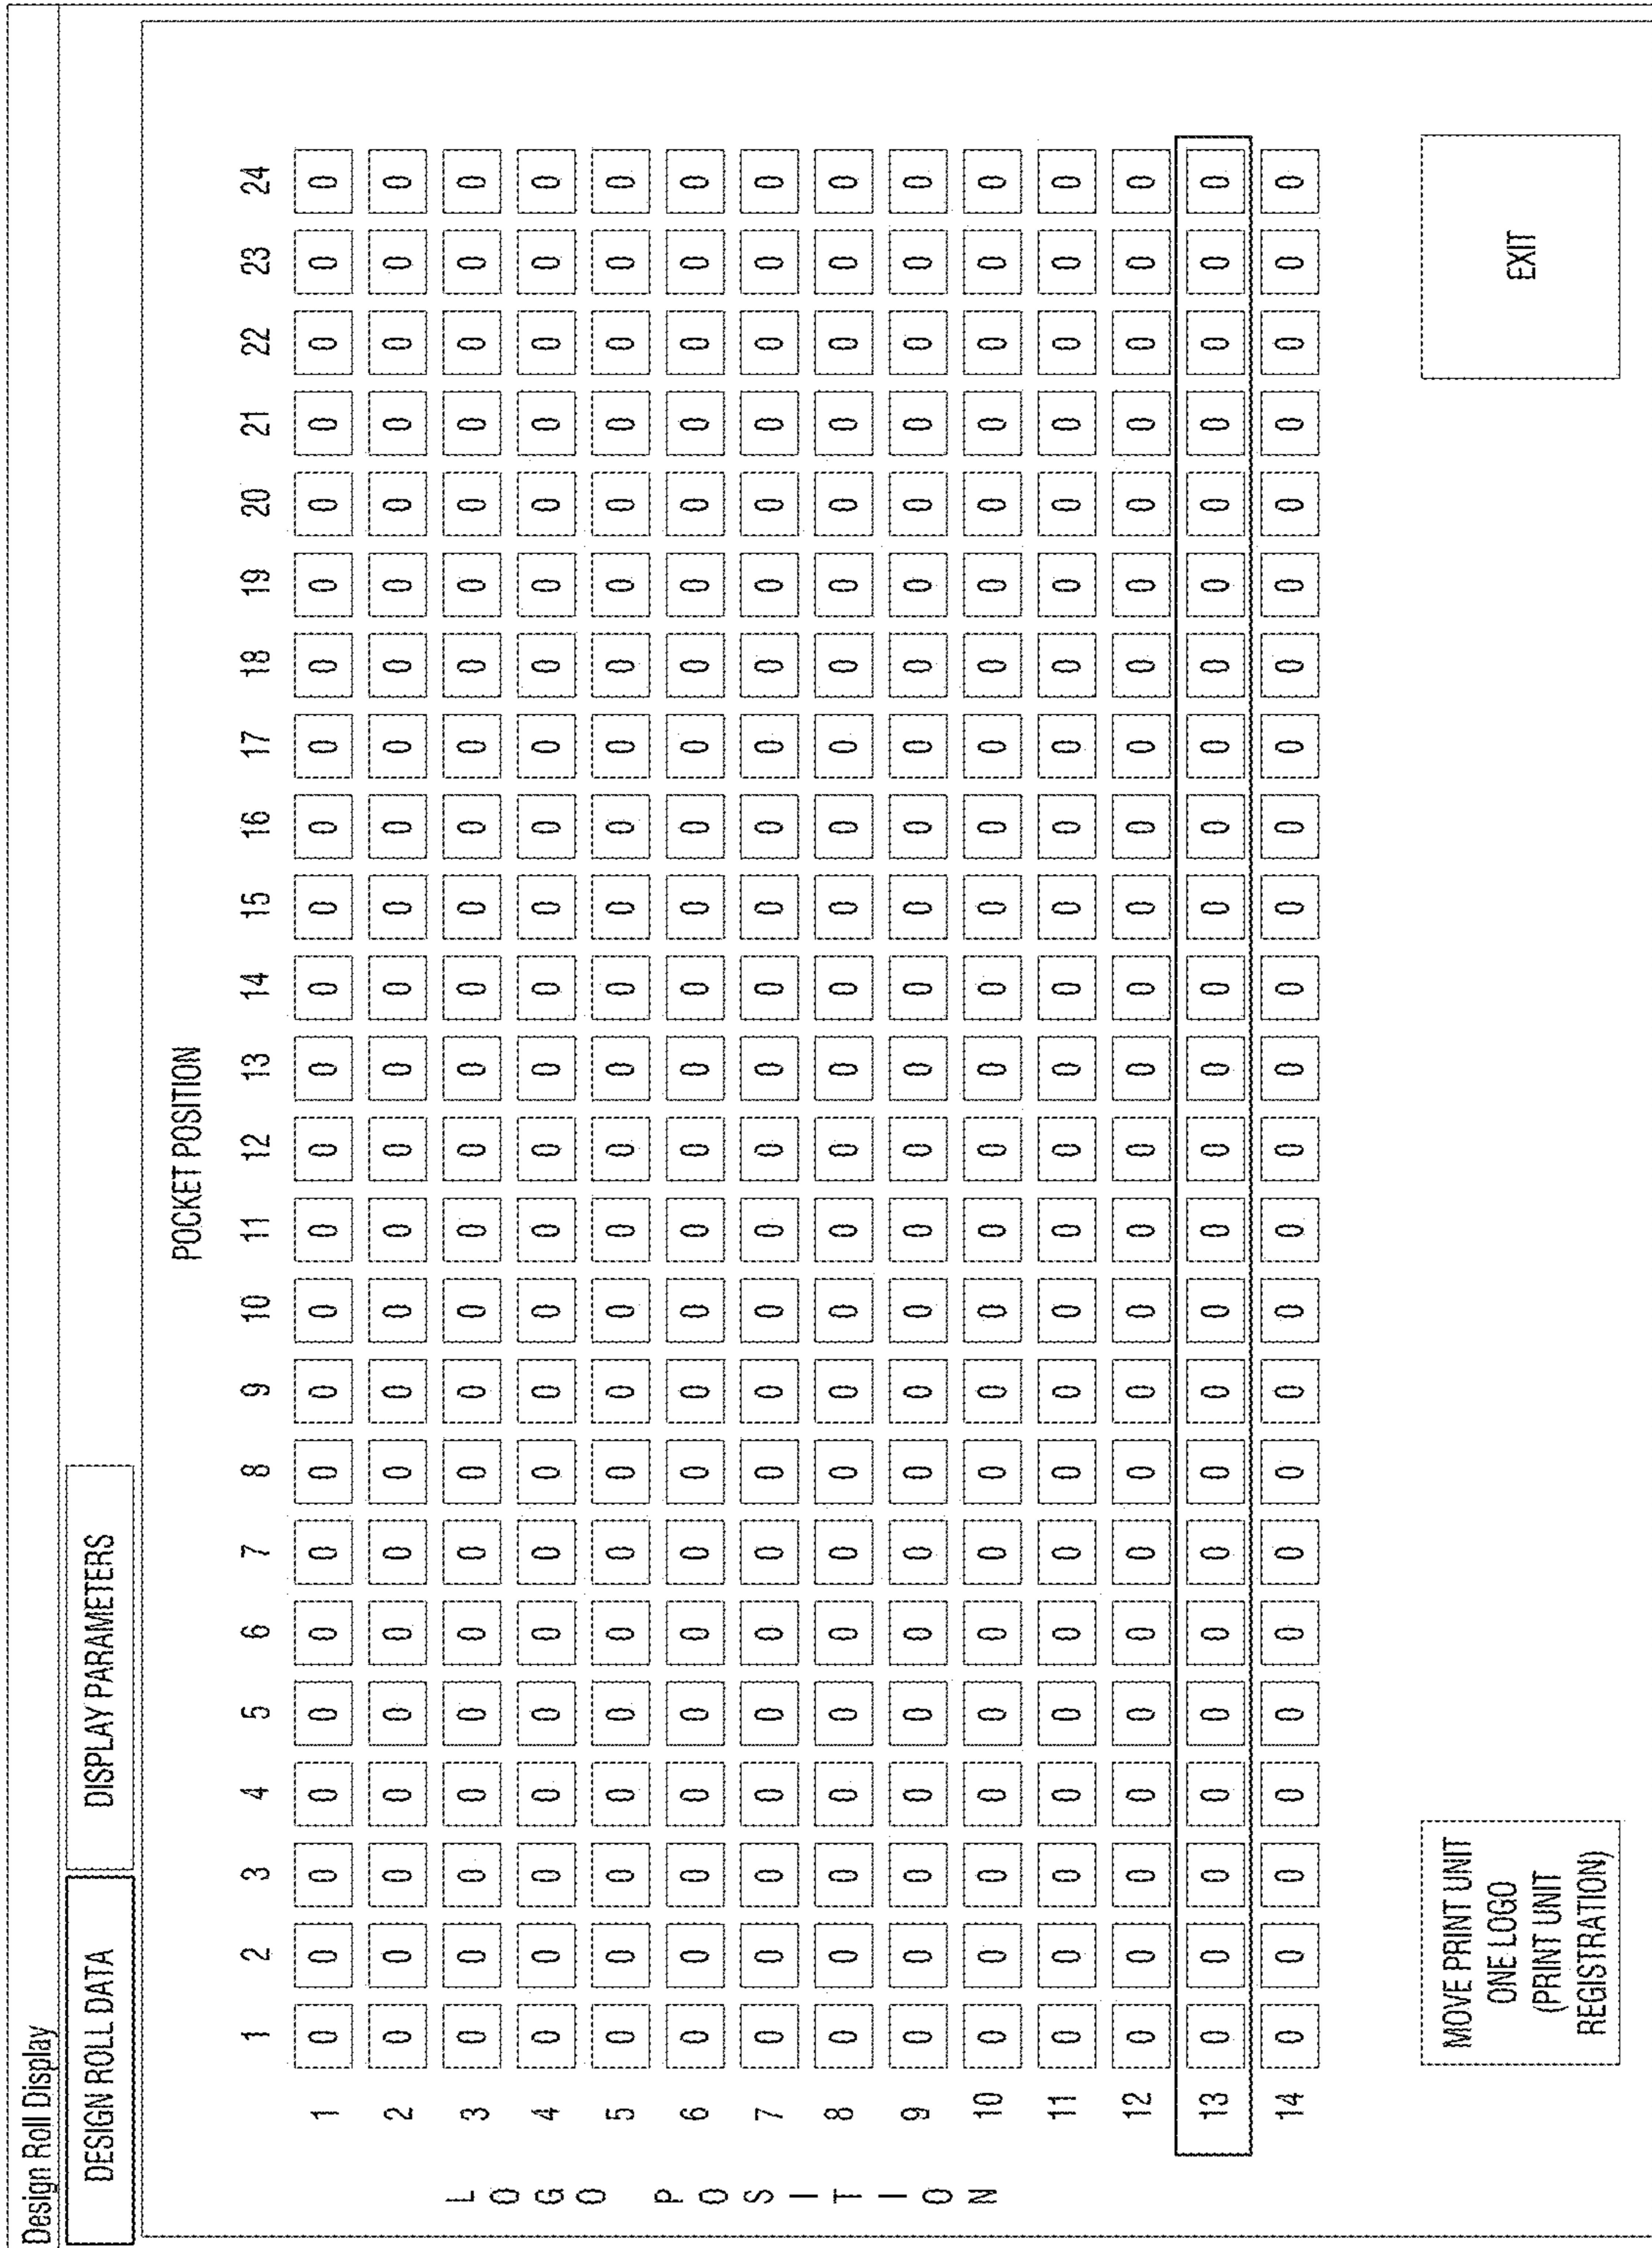 Design Roll Display
DESIGN ROLL DATA DISPLAY PARAMETERS
POCKET POSITION
1 2 3 4 5 6 7 8 9 10 11 12 13 14 15 16 17 18 19 20 21 22 23 24
LOGO POSITION
1 0 0 0 0 0 0 0 0 0 0 0 0 0 0 0 0 0 0 0 0 0 0 0 0
2 0 0 0 0 0 0 0 0 0 0 0 0 0 0 0 0 0 0 0 0 0 0 0 0
3 0 0 0 0 0 0 0 0 0 0 0 0 0 0 0 0 0 0 0 0 0 0 0 0
4 0 0 0 0 0 0 0 0 0 0 0 0 0 0 0 0 0 0 0 0 0 0 0 0
5 0 0 0 0 0 0 0 0 0 0 0 0 0 0 0 0 0 0 0 0 0 0 0 0
6 0 0 0 0 0 0 0 0 0 0 0 0 0 0 0 0 0 0 0 0 0 0 0 0
7 0 0 0 0 0 0 0 0 0 0 0 0 0 0 0 0 0 0 0 0 0 0 0 0
8 0 0 0 0 0 0 0 0 0 0 0 0 0 0 0 0 0 0 0 0 0 0 0 0
9 0 0 0 0 0 0 0 0 0 0 0 0 0 0 0 0 0 0 0 0 0 0 0 0
10 0 0 0 0 0 0 0 0 0 0 0 0 0 0 0 0 0 0 0 0 0 0 0 0
11 0 0 0 0 0 0 0 0 0 0 0 0 0 0 0 0 0 0 0 0 0 0 0 0
12 0 0 0 0 0 0 0 0 0 0 0 0 0 0 0 0 0 0 0 0 0 0 0 0
13 0 0 0 0 0 0 0 0 0 0 0 0 0 0 0 0 0 0 0 0 0 0 0 0
14 0 0 0 0 0 0 0 0 0 0 0 0 0 0 0 0 0 0 0 0 0 0 0 0
MOVE PRINT UNIT
ONE LOGO
(PRINT UNIT
REGISTRATION)
EXIT